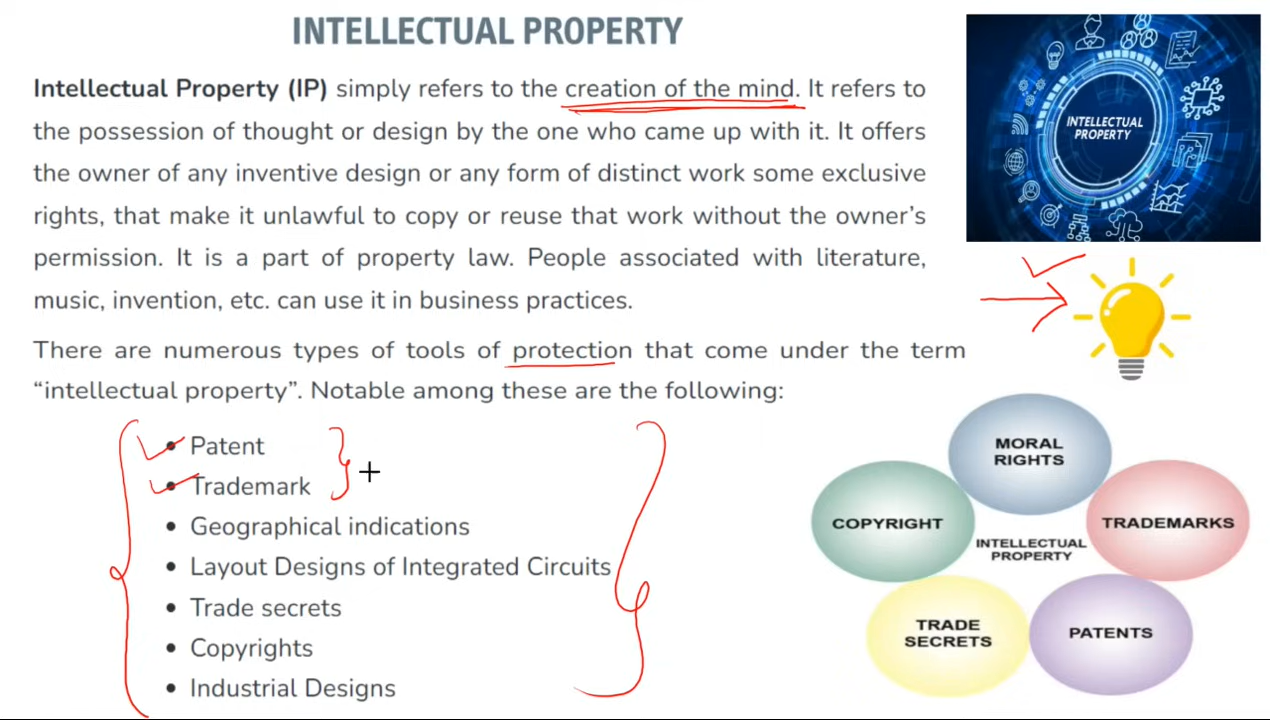 INTELLECTUAL PROPERTY
Intellectual Property (IP) simply refers to the creation of the mind. It refers to
the possession of thought or design by the one who came up with it. It offers
the owner of any inventive design or any form of distinct work some exclusive
rights, that make it unlawful to copy or reuse that work without the owner's
permission. It is a part of property law. People associated with literature,
music, invention, etc. can use it in business practices.
There are numerous types of tools of protection that come under the term
“intellectual property”. Notable among these are the following:
• Patent
• Trademark
• Geographical indications
• Layout Designs of Integrated Circuits
• Trade secrets
• Copyrights
• Industrial Designs
INTELLECTUAL
PROPERTY
MORAL
RIGHTS
COPYRIGHT
TRADEMARKS
INTELLECTUAL
PROPERTY
TRADE
SECRETS
PATENTS